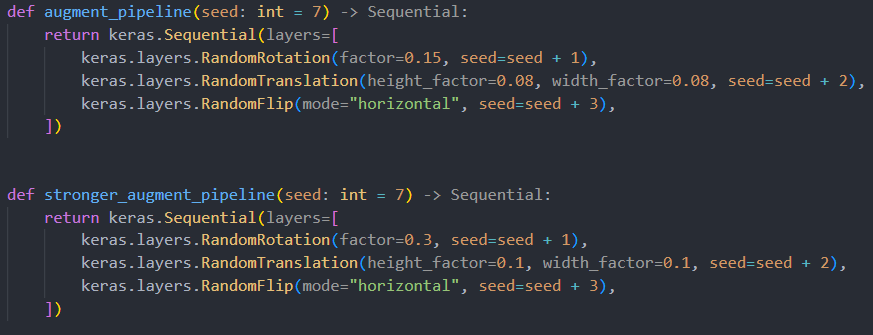 def augment_pipeline(seed: int = 7) -> Sequential:
    return keras.Sequential(layers=[
        keras.layers.RandomRotation(factor=0.15, seed=seed + 1),
        keras.layers.RandomTranslation(height_factor=0.08, width_factor=0.08, seed=seed + 2),
        keras.layers.RandomFlip(mode="horizontal", seed=seed + 3),
    ])
def stronger_augment_pipeline(seed: int = 7) -> Sequential:
    return keras.Sequential(layers=[
        keras.layers.RandomRotation(factor=0.3, seed=seed + 1),
        keras.layers.RandomTranslation(height_factor=0.1, width_factor=0.1, seed=seed + 2),
        keras.layers.RandomFlip(mode="horizontal", seed=seed + 3),
    ])